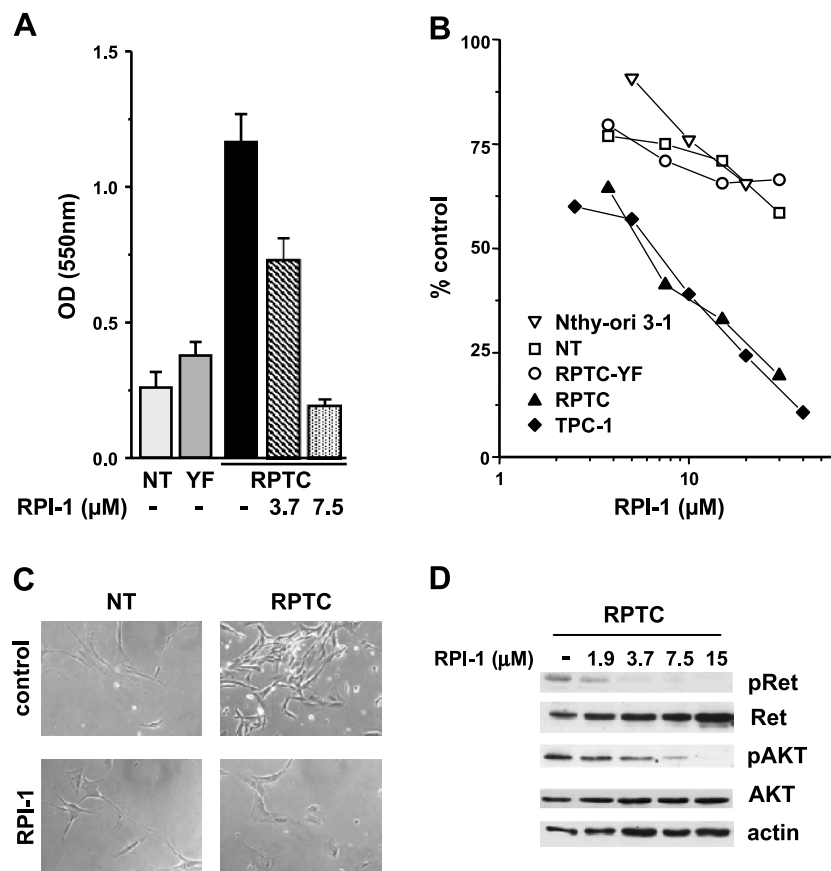 A
1.5
1.0
0.5
0.0
OD (550nm)
NT YF RPTC
RPI-1 (μM) - - - 3.7 7.5
B
100
75
50
25
0
% control
Nthy-ori 3-1
NT
RPTC-YF
RPTC
TPC-1
1 10
RPI-1 (μM)
C
NT RPTC
control
RPI-1
D
RPTC
RPI-1 (μM) - 1.9 3.7 7.5 15
pRet
Ret
pAKT
AKT
actin